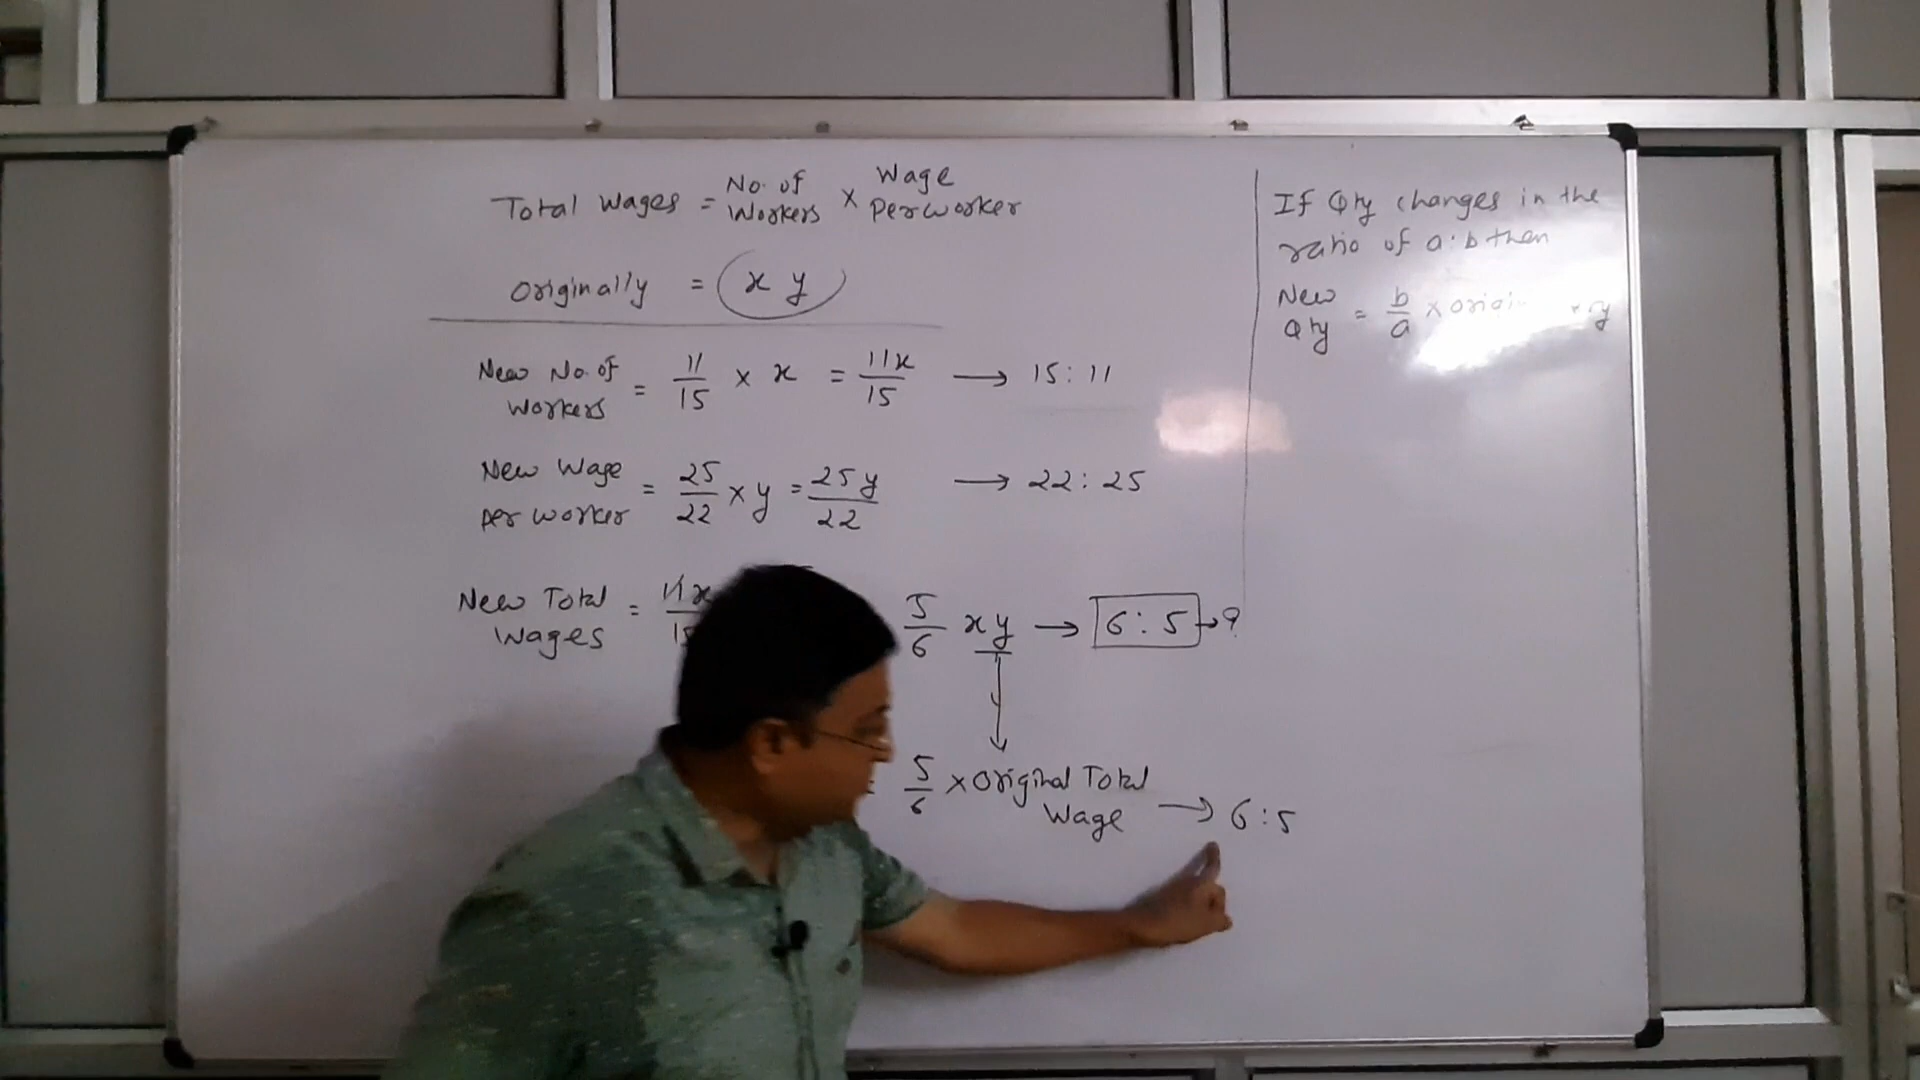 Total Wages = No. of Workers × Wage Per worker
Originally = x y
New No. of Workers = 11/15 × x = 11x/15 → 15 : 11
New Wage per worker = 25/22 × y = 25y/22 → 22 : 25
New Total Wages = 11x/15
5/6 xy → 6 : 5 → ?
= 5/6 × Original Total Wage → 6 : 5
If Qty changes in the
ratio of a : b then
New Qty = b/a ×